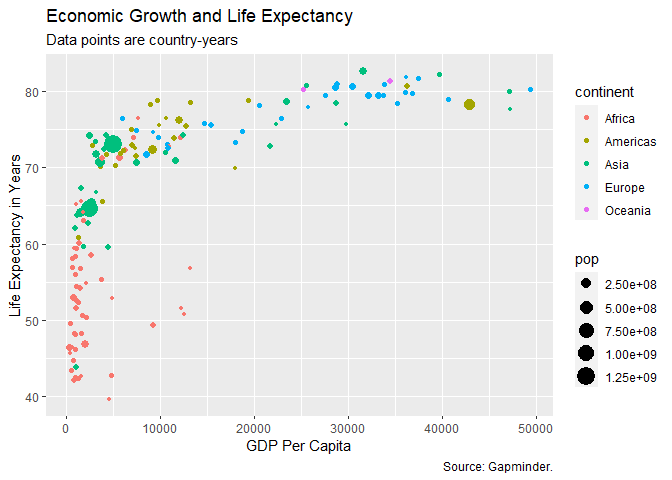 Economic Growth and Life Expectancy
Data points are country-years
80
70
60
50
40
Life Expectancy in Years
0 10000 20000 30000 40000 50000
GDP Per Capita
Source: Gapminder.
continent
Africa
Americas
Asia
Europe
Oceania
pop
2.50e+08
5.00e+08
7.50e+08
1.00e+09
1.25e+09